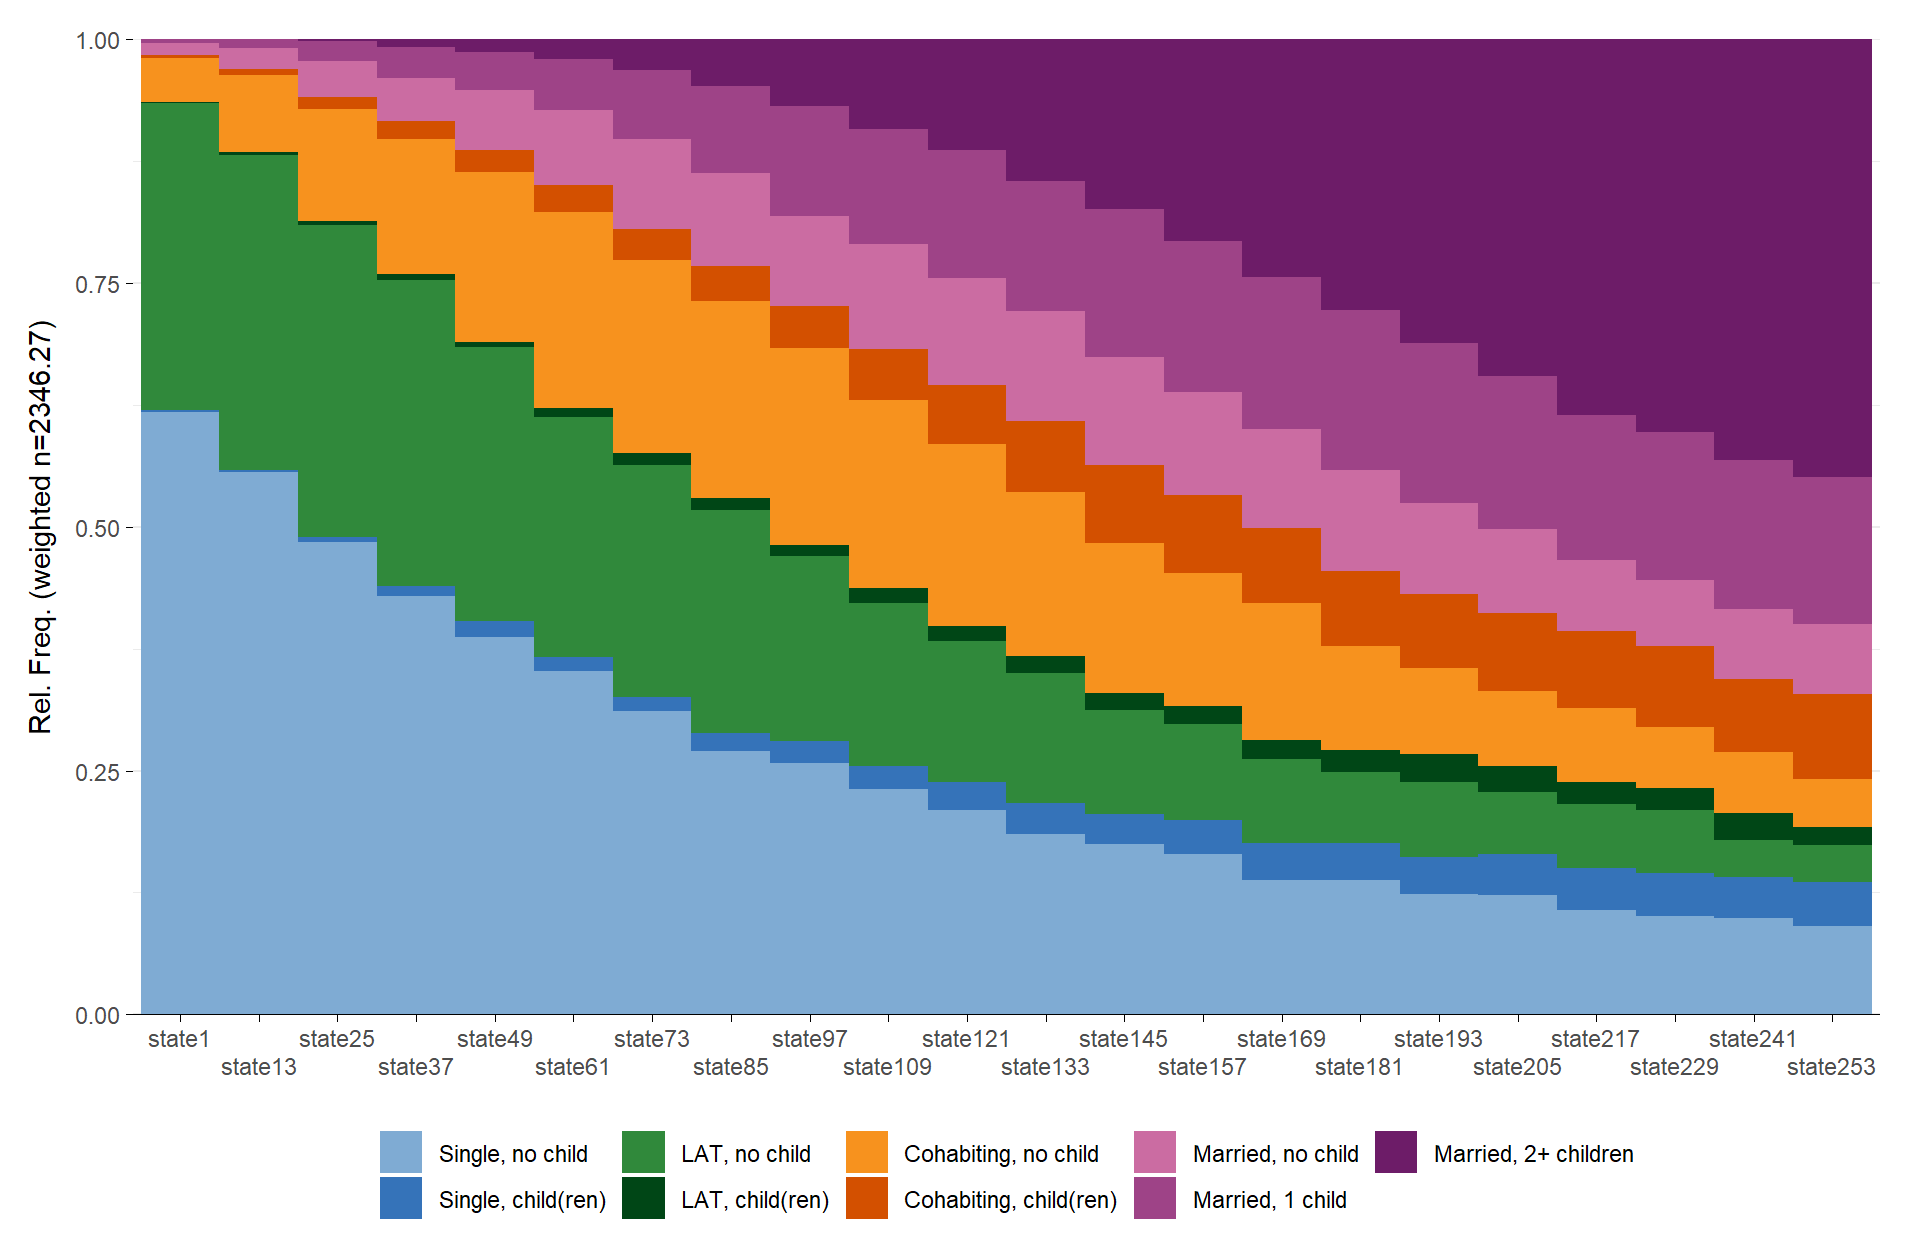 Rel. Freq. (weighted n=2346.27)
1.00
0.75
0.50
0.25
0.00
state1 state25 state49 state73 state97 state121 state145 state169 state193 state217 state241
state13 state37 state61 state85 state109 state133 state157 state181 state205 state229 state253
Single, no child LAT, no child Cohabiting, no child Married, no child Married, 2+ children
Single, child(ren) LAT, child(ren) Cohabiting, child(ren) Married, 1 child